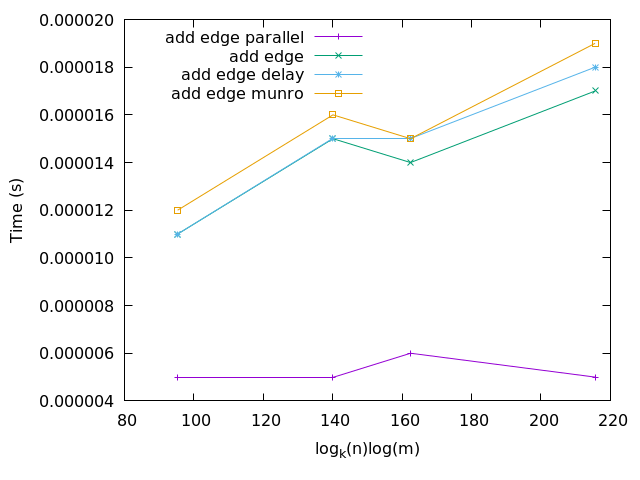 0.000020
0.000018
0.000016
0.000014
0.000012
0.000010
0.000008
0.000006
0.000004
80 100 120 140 160 180 200 220
Time (s)
logk(n)log(m)
add edge parallel
add edge
add edge delay
add edge munro